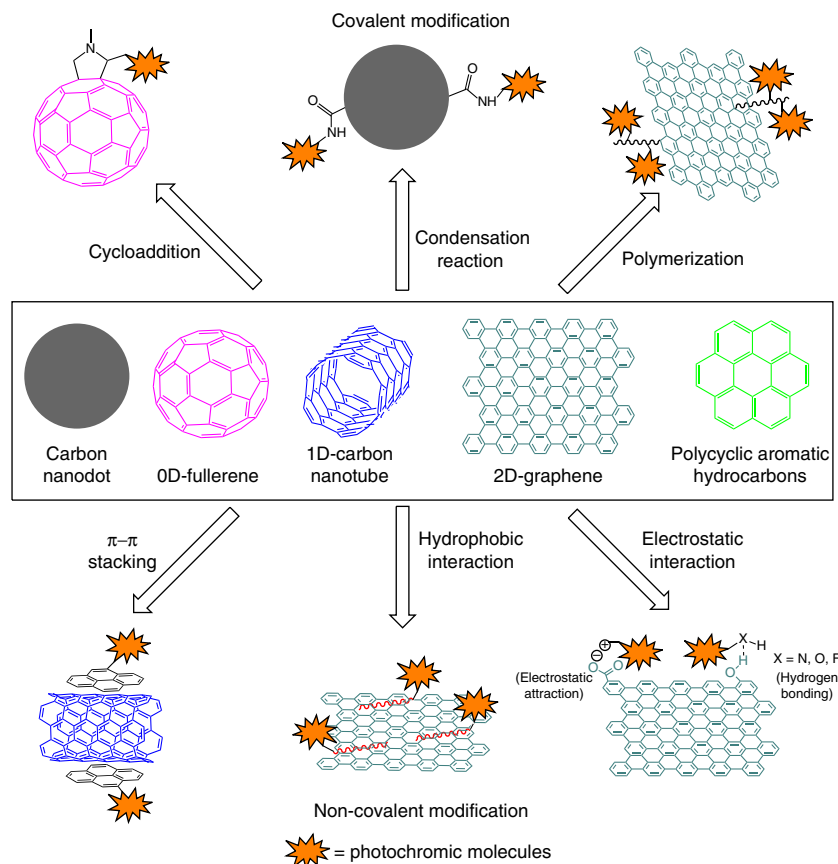 Covalent modification
N
O
NH
O
NH
Cycloaddition
Condensation
reaction
Polymerization
Carbon
nanodot
0D-fullerene
1D-carbon
nanotube
2D-graphene
Polycyclic aromatic
hydrocarbons
π–π
stacking
Hydrophobic
interaction
Electrostatic
interaction
(Electrostatic
attraction)
⊖
⊕
O
O
X
H
H
O
X = N, O, F
(Hydrogen
bonding)
Non-covalent modification
= photochromic molecules